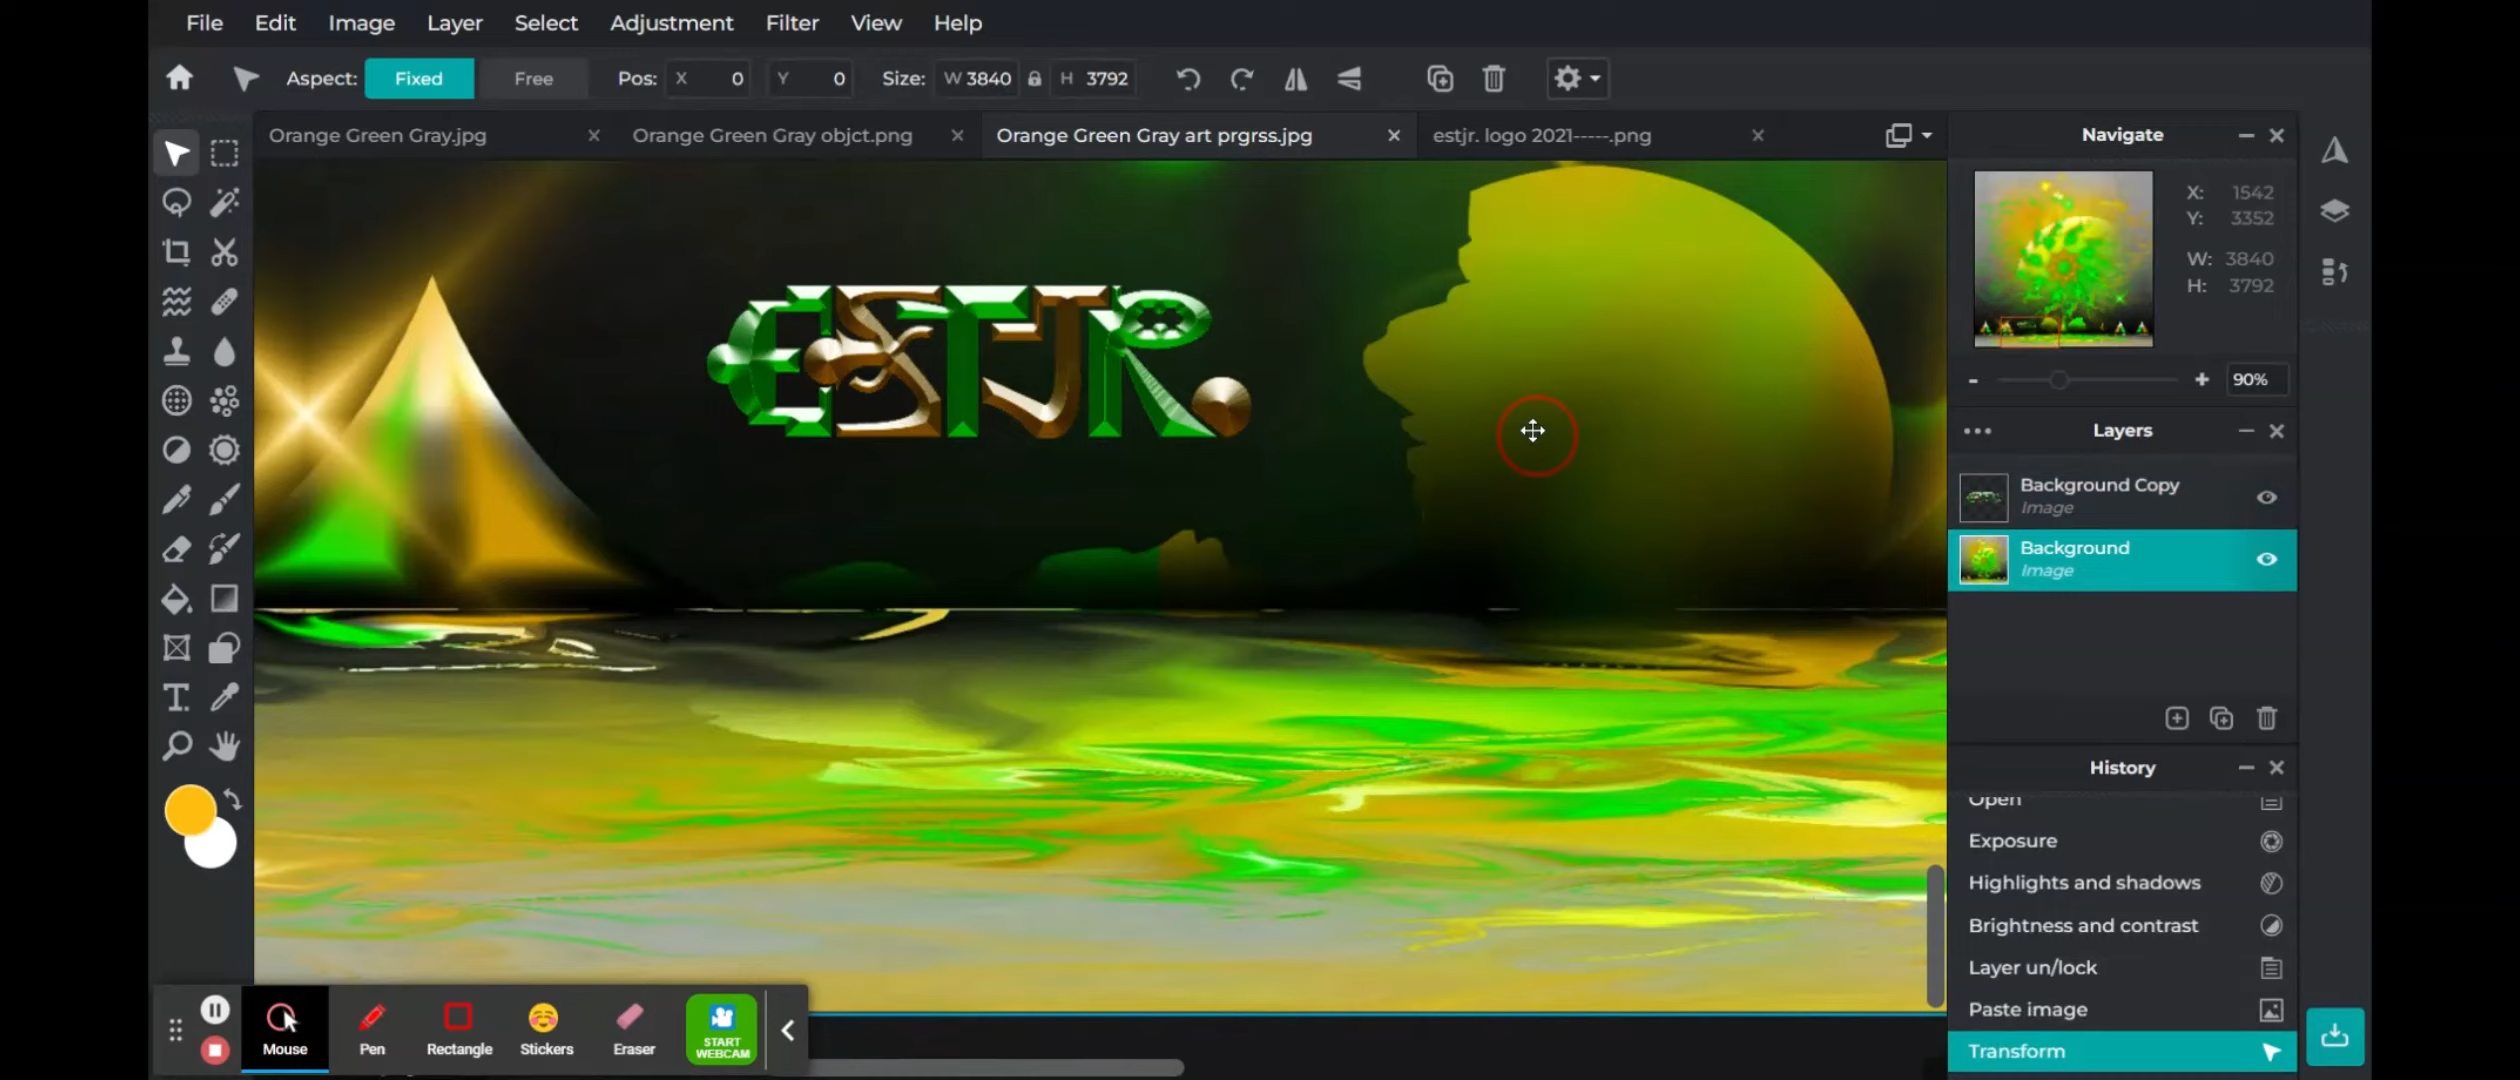 File Edit Image Layer Select Adjustment Filter View Help
Aspect: Fixed Free Pos: X 0 Y 0 Size: W 3840 H 3792
Orange Green Gray.jpg Orange Green Gray objct.png Orange Green Gray art prgrss.jpg estjr. logo 2021-----.png
ESTJR.
Navigate
X: 1542
Y: 3352
W: 3840
H: 3792
- + 90%
Layers
Background Copy
Image
Background
Image
History
Open
Exposure
Highlights and shadows
Brightness and contrast
Layer un/lock
Paste image
Transform
T.
Mouse Pen Rectangle Stickers Eraser START
WEBCAM